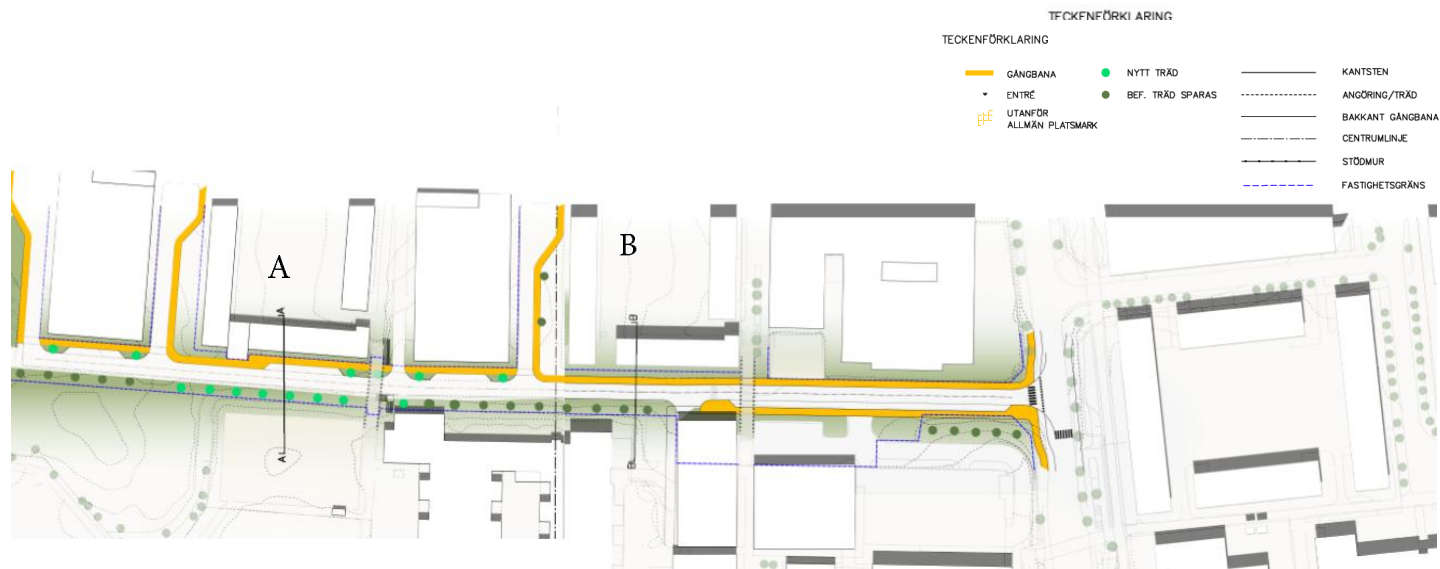 TECKENFÖRKLARING
TECKENFÖRKLARING
GÅNGBANA
ENTRÉ
UTANFÖR
ALLMÄN PLATSMARK
NYTT TRÄD
BEF. TRÄD SPARAS
KANTSTEN
ANGÖRING/TRÄD
BAKKANT GÅNGBANA
CENTRUMLINJE
STÖDMUR
FASTIGHETSGRÄNS
A
B
A
B
A
B